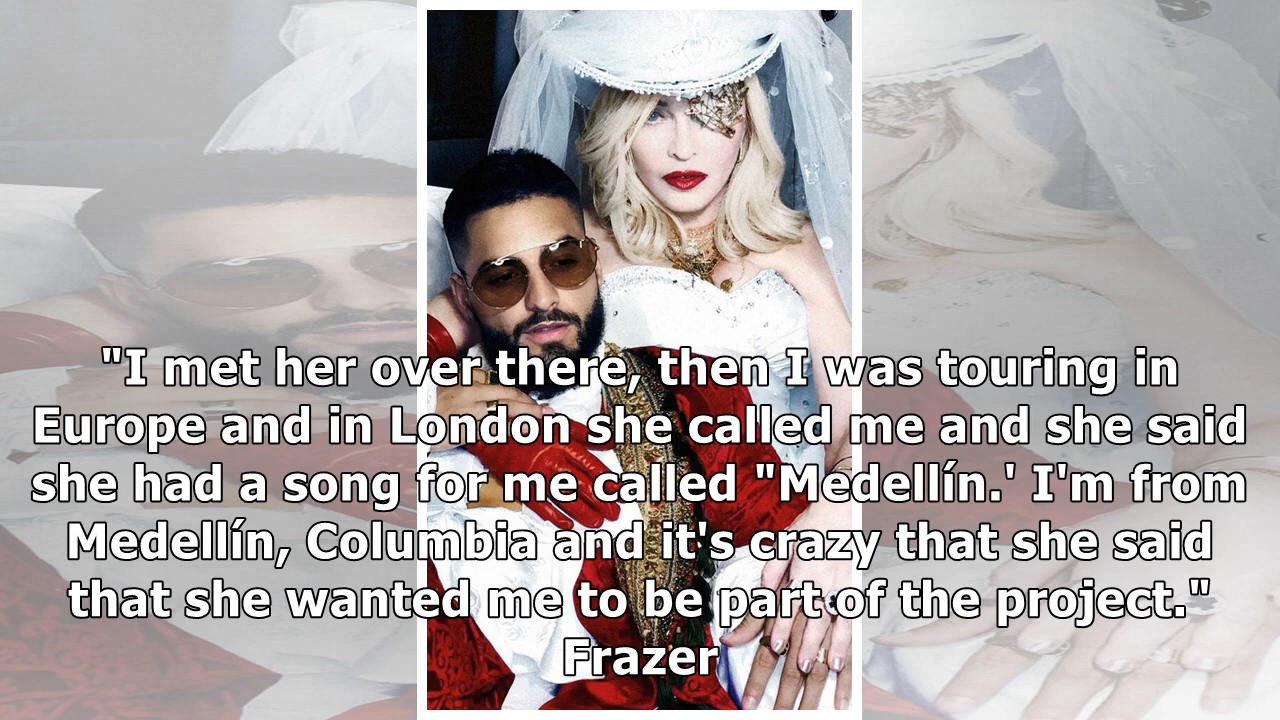 "I met her over there, then I was touring in
Europe and in London she called me and she said
she had a song for me called "Medellín.' I'm from
Medellín, Columbia and it's crazy that she said
that she wanted me to be part of the project."
Frazer